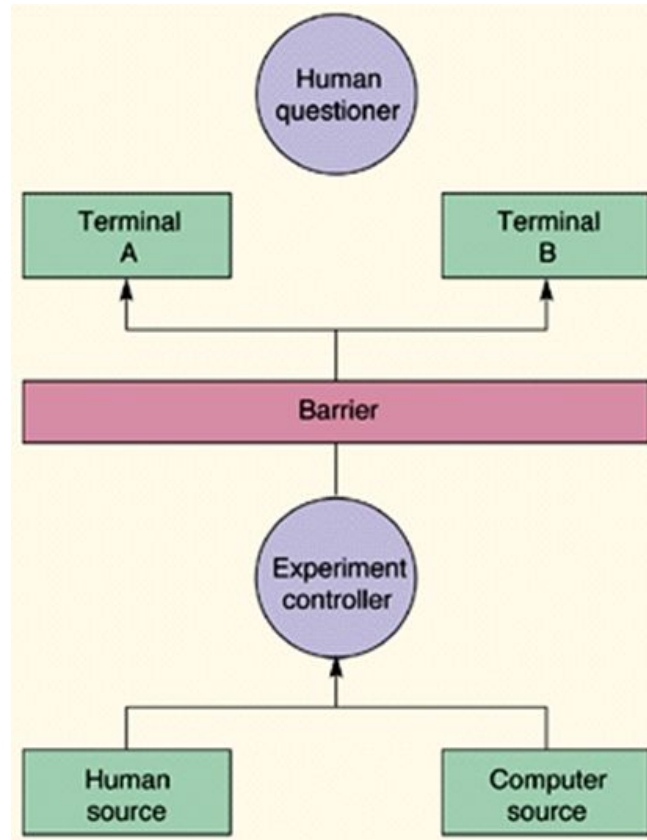 Human
questioner
Terminal
A
Terminal
B
Barrier
Experiment
controller
Human
source
Computer
source